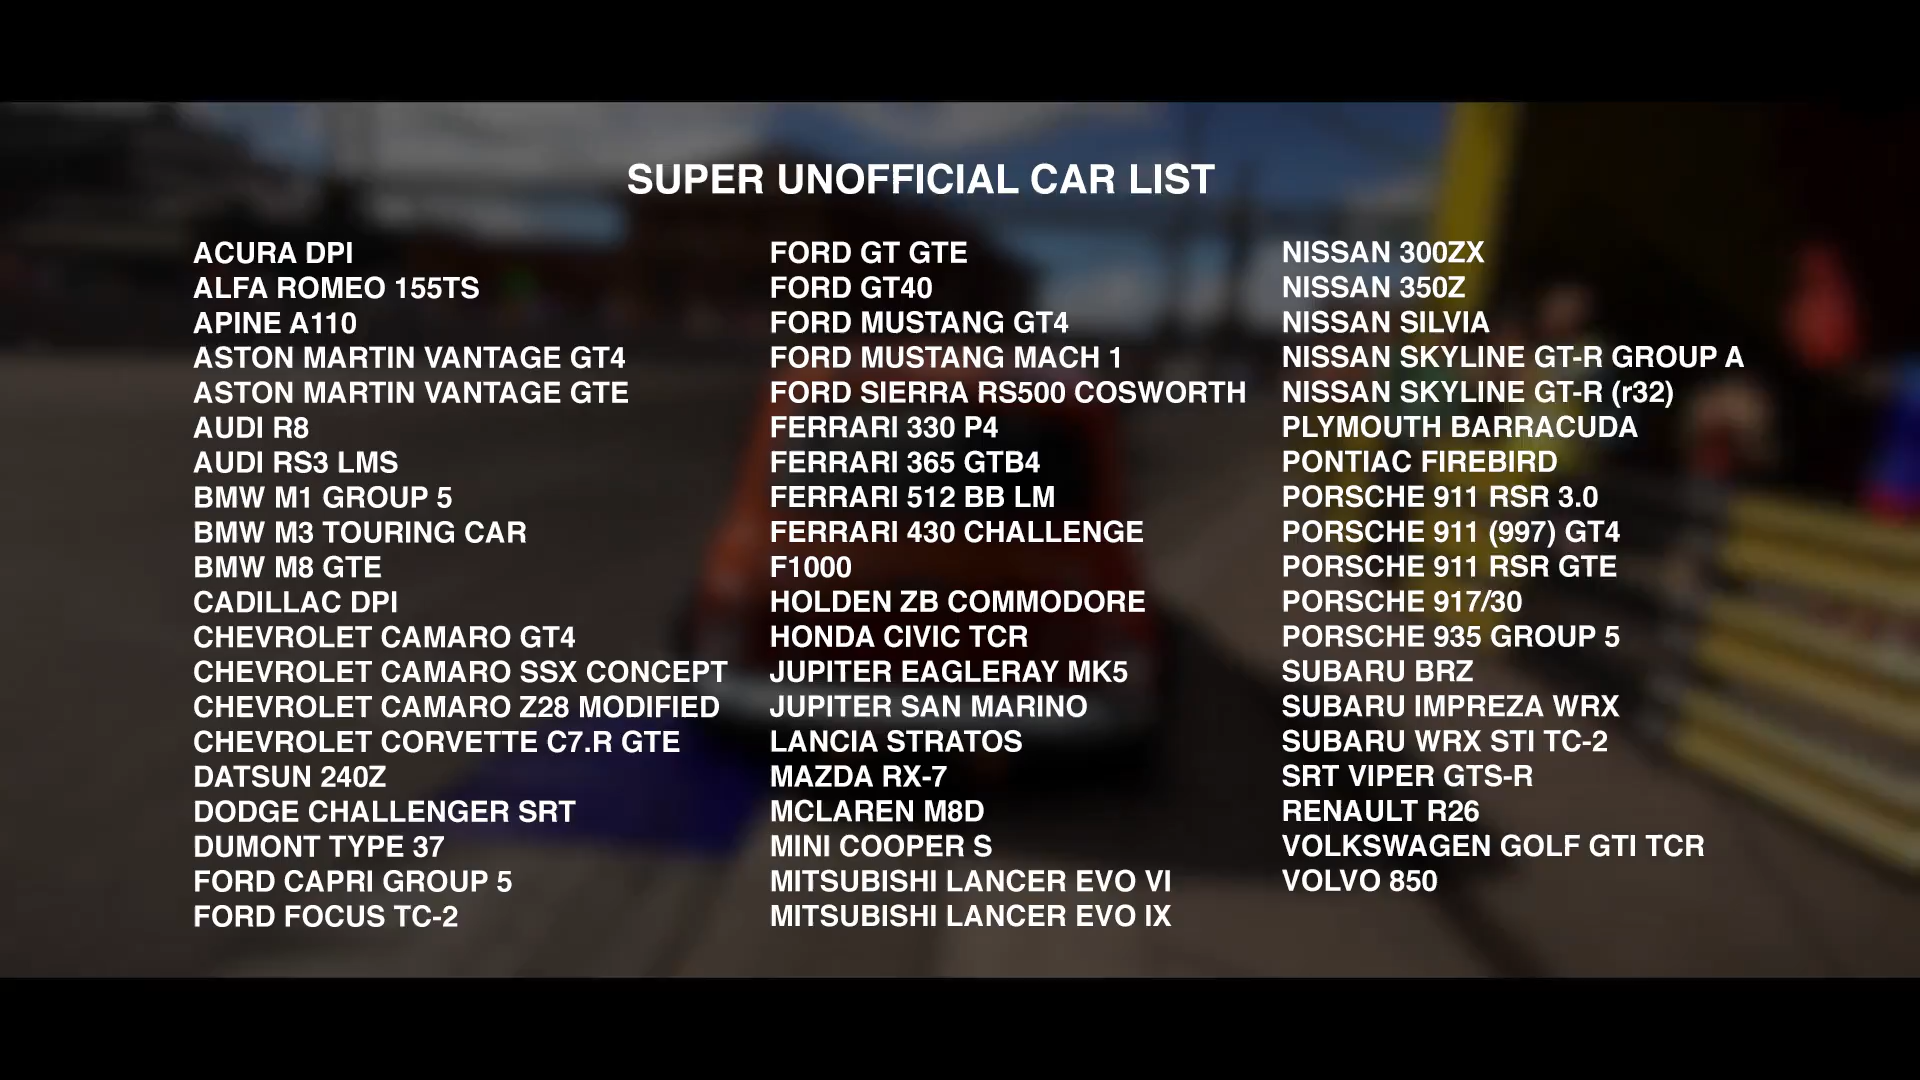 SUPER UNOFFICIAL CAR LIST
ACURA DPI
ALFA ROMEO 155TS
APINE A110
ASTON MARTIN VANTAGE GT4
ASTON MARTIN VANTAGE GTE
AUDI R8
AUDI RS3 LMS
BMW M1 GROUP 5
BMW M3 TOURING CAR
BMW M8 GTE
CADILLAC DPI
CHEVROLET CAMARO GT4
CHEVROLET CAMARO SSX CONCEPT
CHEVROLET CAMARO Z28 MODIFIED
CHEVROLET CORVETTE C7.R GTE
DATSUN 240Z
DODGE CHALLENGER SRT
DUMONT TYPE 37
FORD CAPRI GROUP 5
FORD FOCUS TC-2
FORD GT GTE
FORD GT40
FORD MUSTANG GT4
FORD MUSTANG MACH 1
FORD SIERRA RS500 COSWORTH
FERRARI 330 P4
FERRARI 365 GTB4
FERRARI 512 BB LM
FERRARI 430 CHALLENGE
F1000
HOLDEN ZB COMMODORE
HONDA CIVIC TCR
JUPITER EAGLERAY MK5
JUPITER SAN MARINO
LANCIA STRATOS
MAZDA RX-7
MCLAREN M8D
MINI COOPER S
MITSUBISHI LANCER EVO VI
MITSUBISHI LANCER EVO IX
NISSAN 300ZX
NISSAN 350Z
NISSAN SILVIA
NISSAN SKYLINE GT-R GROUP A
NISSAN SKYLINE GT-R (r32)
PLYMOUTH BARRACUDA
PONTIAC FIREBIRD
PORSCHE 911 RSR 3.0
PORSCHE 911 (997) GT4
PORSCHE 911 RSR GTE
PORSCHE 917/30
PORSCHE 935 GROUP 5
SUBARU BRZ
SUBARU IMPREZA WRX
SUBARU WRX STI TC-2
SRT VIPER GTS-R
RENAULT R26
VOLKSWAGEN GOLF GTI TCR
VOLVO 850